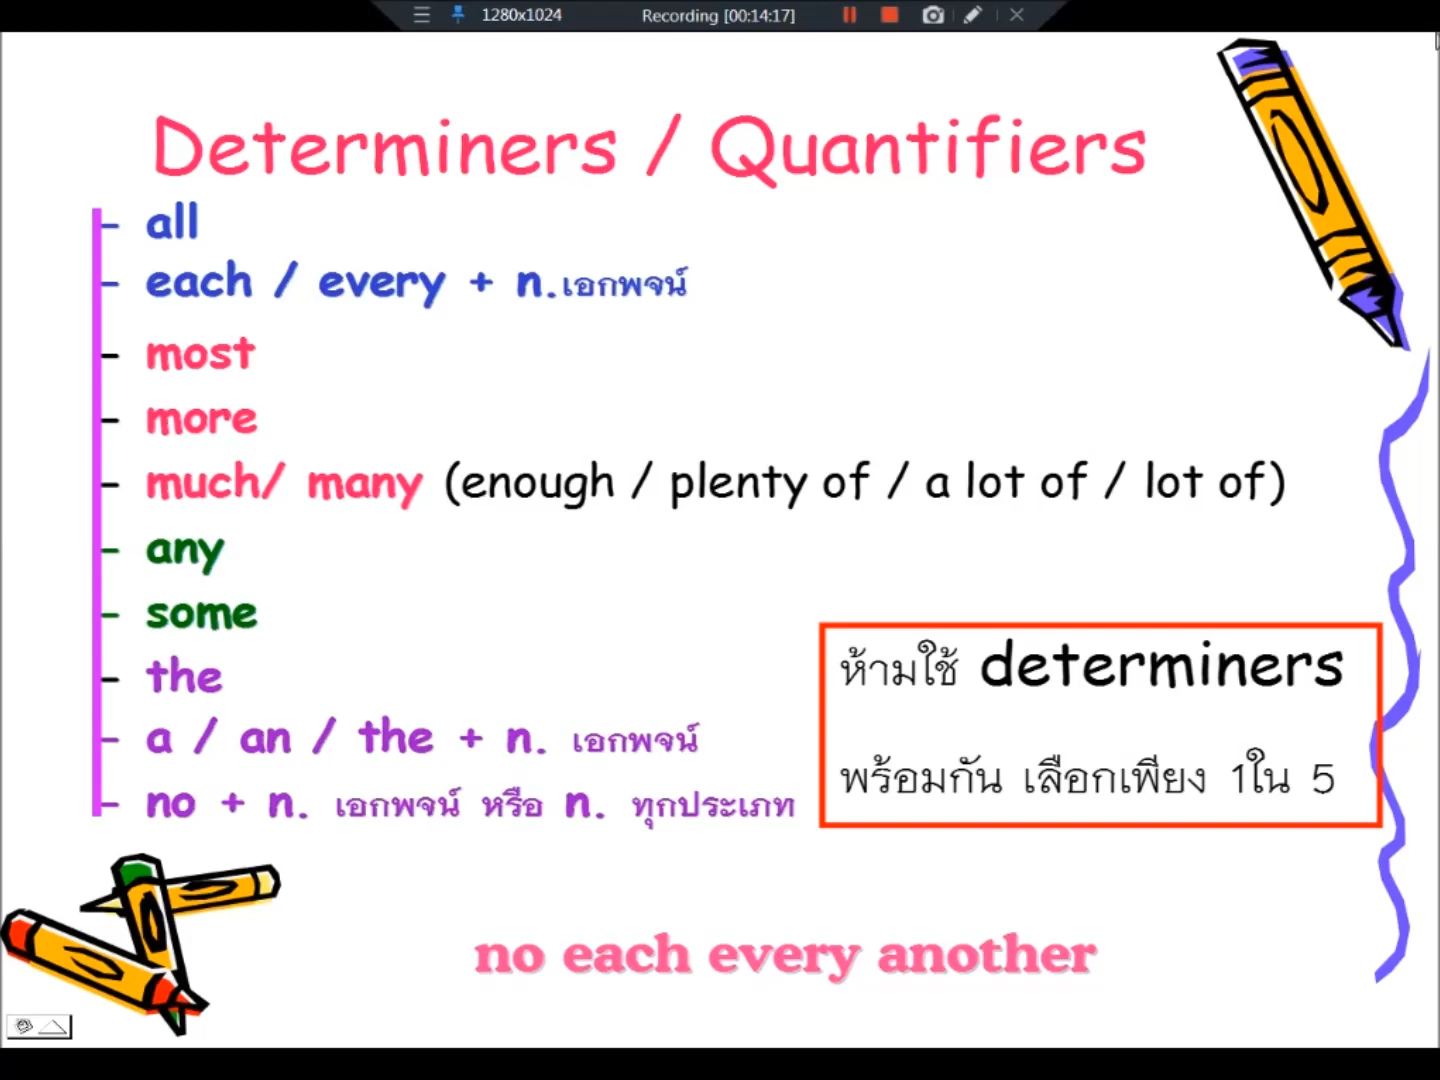 1280x1024 Recording [00:14:17]
Determiners / Quantifiers
- all
- each / every + n.เอกพจน์
- most
- more
- much/ many (enough / plenty of / a lot of / lot of)
- any
- some
- the
- a / an / the + n. เอกพจน์
- no + n. เอกพจน์ หรือ n. ทุกประเภท
ห้ามใช้ determiners
พร้อมกัน เลือกเพียง 1ใน 5
no each every another